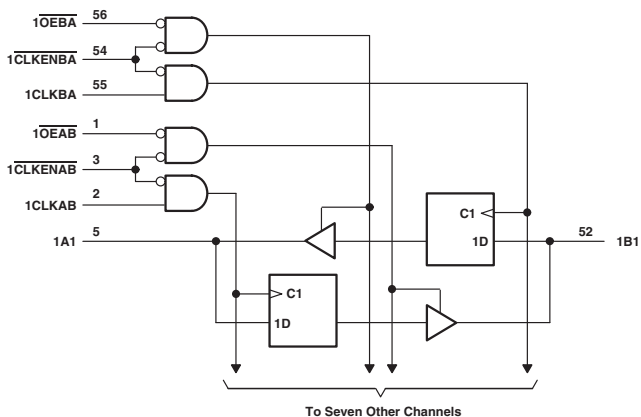 1OEBA 56
1CLKENBA 54
1CLKBA 55
1OEAB 1
1CLKENAB 3
1CLKAB 2
1A1 5
C1
1D
52 1B1
C1
1D
To Seven Other Channels